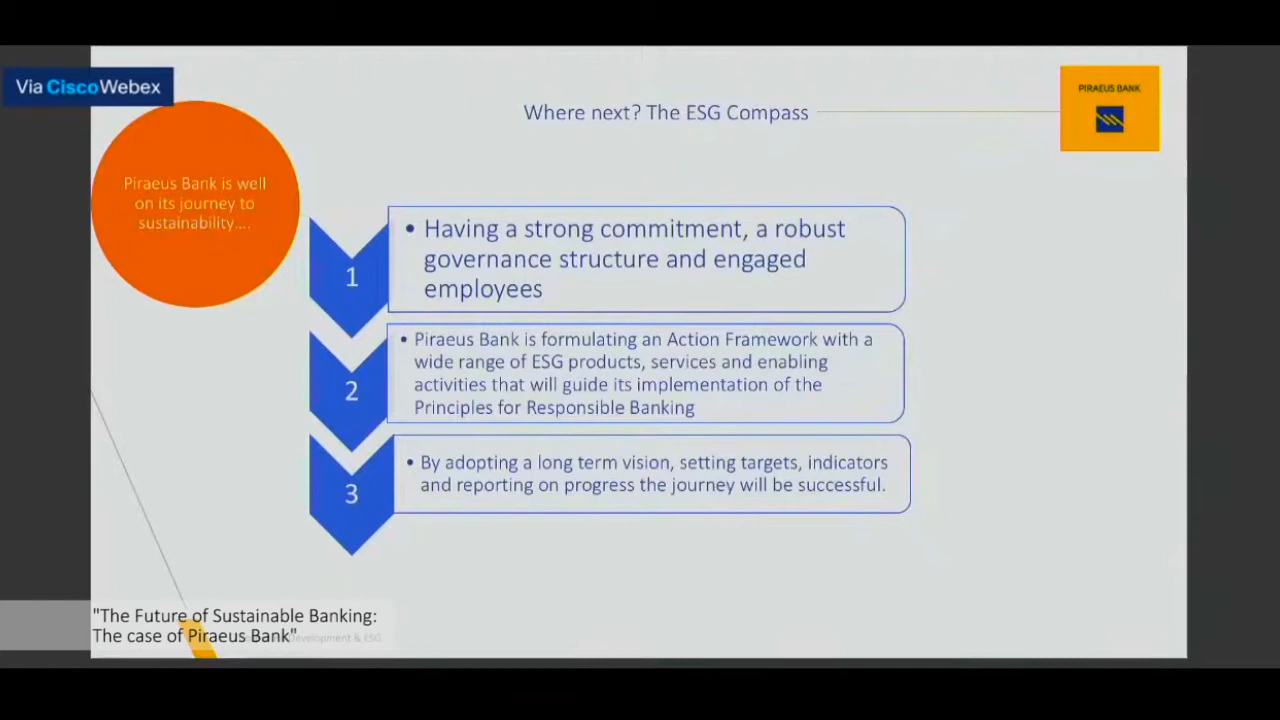 Via CiscoWebex
Where next? The ESG Compass
PIRAEUS BANK
Piraeus Bank is well
on its journey to
sustainability....
1
• Having a strong commitment, a robust
governance structure and engaged
employees
2
• Piraeus Bank is formulating an Action Framework with a
wide range of ESG products, services and enabling
activities that will guide its implementation of the
Principles for Responsible Banking
3
• By adopting a long term vision, setting targets, indicators
and reporting on progress the journey will be successful.
"The Future of Sustainable Banking:
The case of Piraeus Bank"
Development & ESG